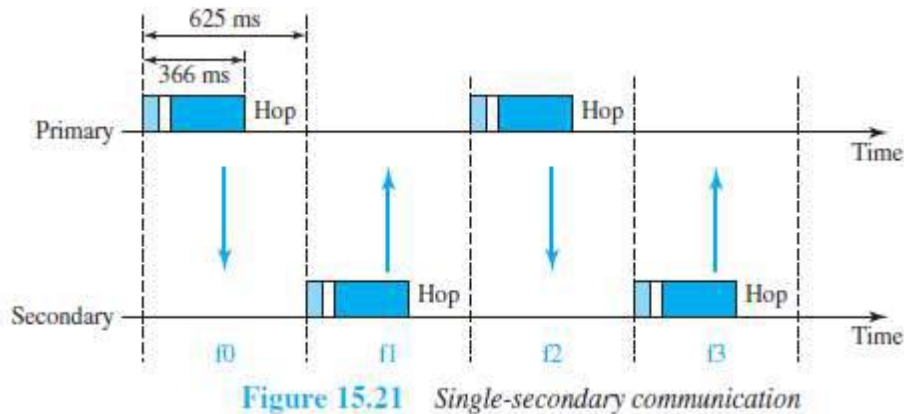 625 ms
366 ms
Hop
Hop
Primary
Time
Hop
Hop
Secondary
Time
f0
f1
f2
f3
Figure 15.21 Single-secondary communication